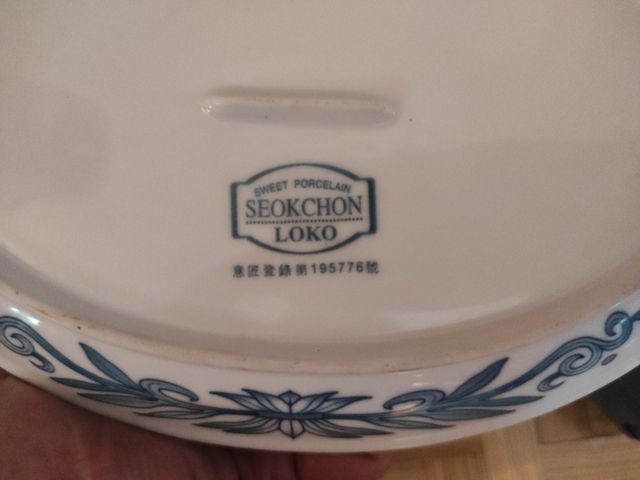 SWEET PORCELAIN
SEOKCHON
LOKO
意匠登錄 第195776號